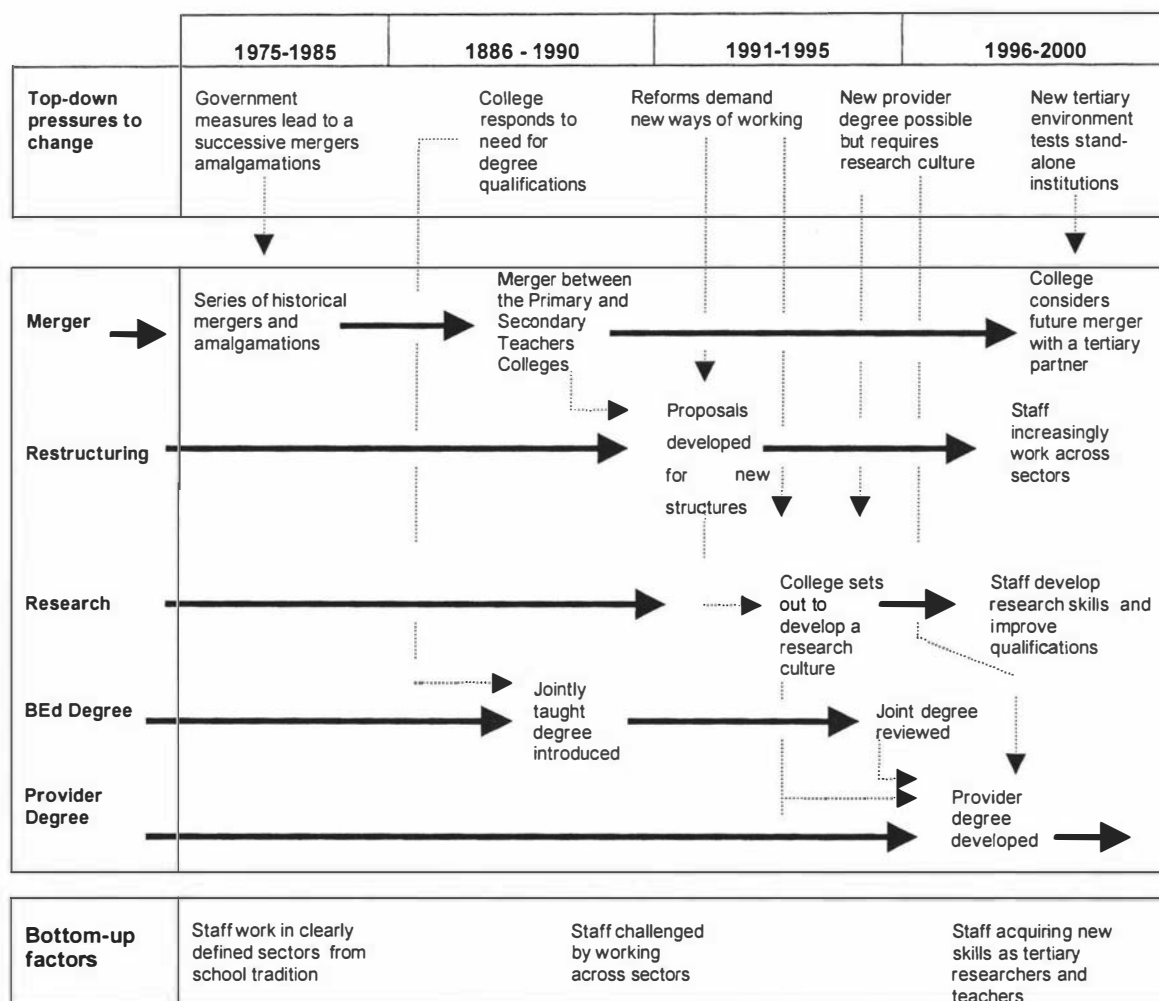 1975-1985
1886 - 1990
1991-1995
1996-2000
Top-down
pressures to
change
Government
measures lead to a
successive mergers
amalgamations
College
responds to
need for
degree
qualifications
Reforms demand
new ways of working
New provider
degree possible
but requires
research culture
New tertiary
environment
tests stand-
alone
institutions
Merger
Series of historical
mergers and
amalgamations
Merger between
the Primary and
Secondary
Teachers
Colleges
College
considers
future merger
with a tertiary
partner
Restructuring
Proposals
developed
for new
structures
Staff
increasingly
work across
sectors
Research
College sets
out to
develop a
research
culture
Staff develop
research skills and
improve
qualifications
BEd Degree
Jointly
taught
degree
introduced
Joint degree
reviewed
Provider
Degree
Provider
degree
developed
Bottom-up
factors
Staff work in clearly
defined sectors from
school tradition
Staff challenged
by working
across sectors
Staff acquiring new
skills as tertiary
researchers and
teachers